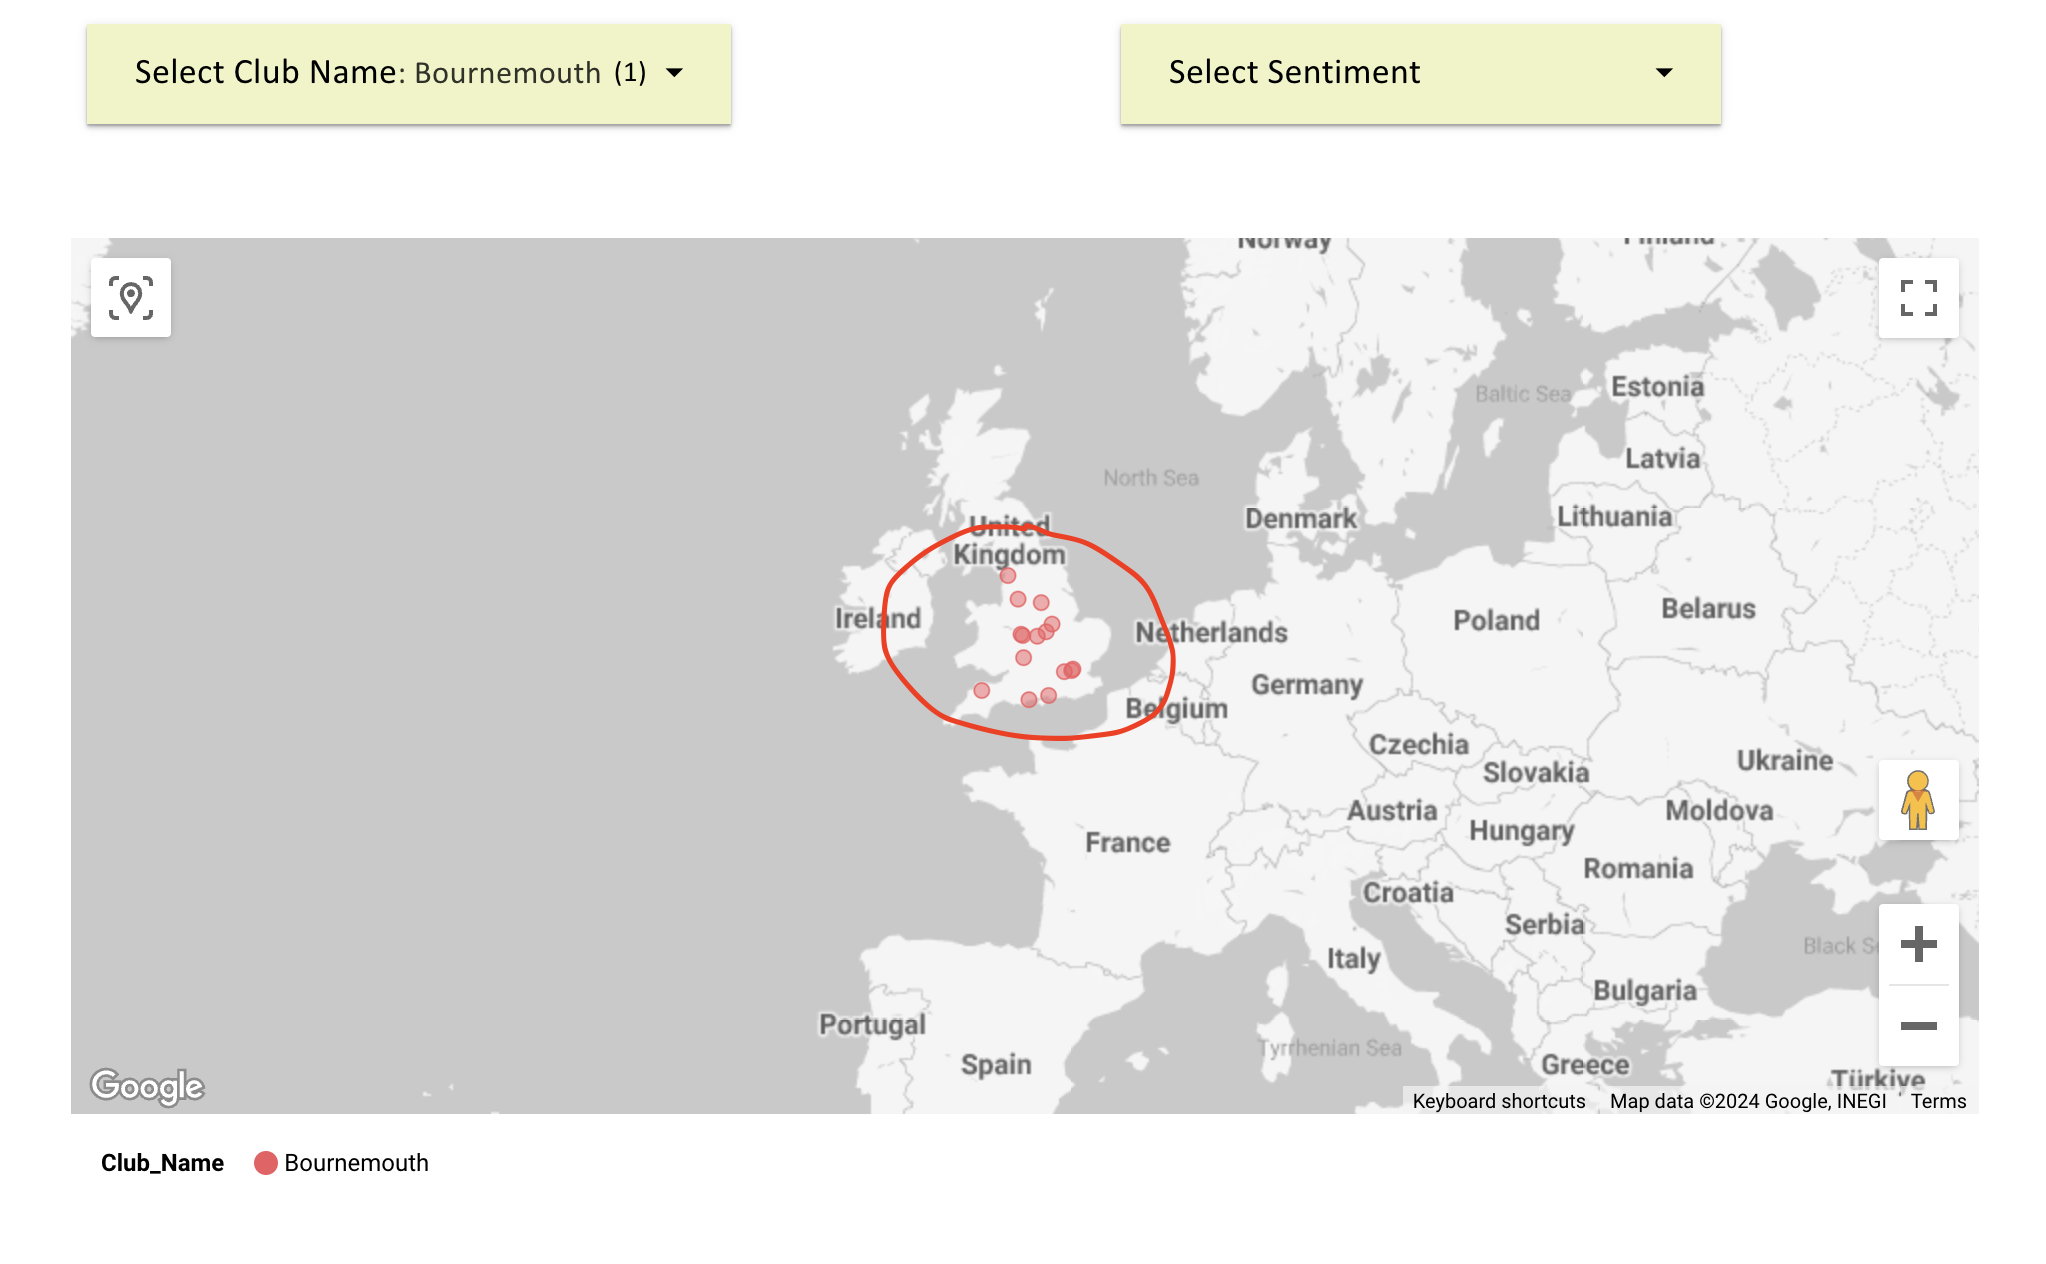 Select Club Name: Bournemouth (1)
Select Sentiment
Norway
Finland
Estonia
Baltic Sea
Latvia
North Sea
Denmark
Lithuania
United
Kingdom
Ireland
Netherlands
Poland
Belarus
Germany
Belgium
Czechia
Slovakia
Ukraine
Austria
Moldova
Hungary
France
Romania
Croatia
Serbia
Black S
Italy
Bulgaria
Portugal
Tyrrhenian Sea
Spain
Greece
Türkiye
Google
Keyboard shortcuts Map data ©2024 Google, INEGI Terms
Club_Name Bournemouth